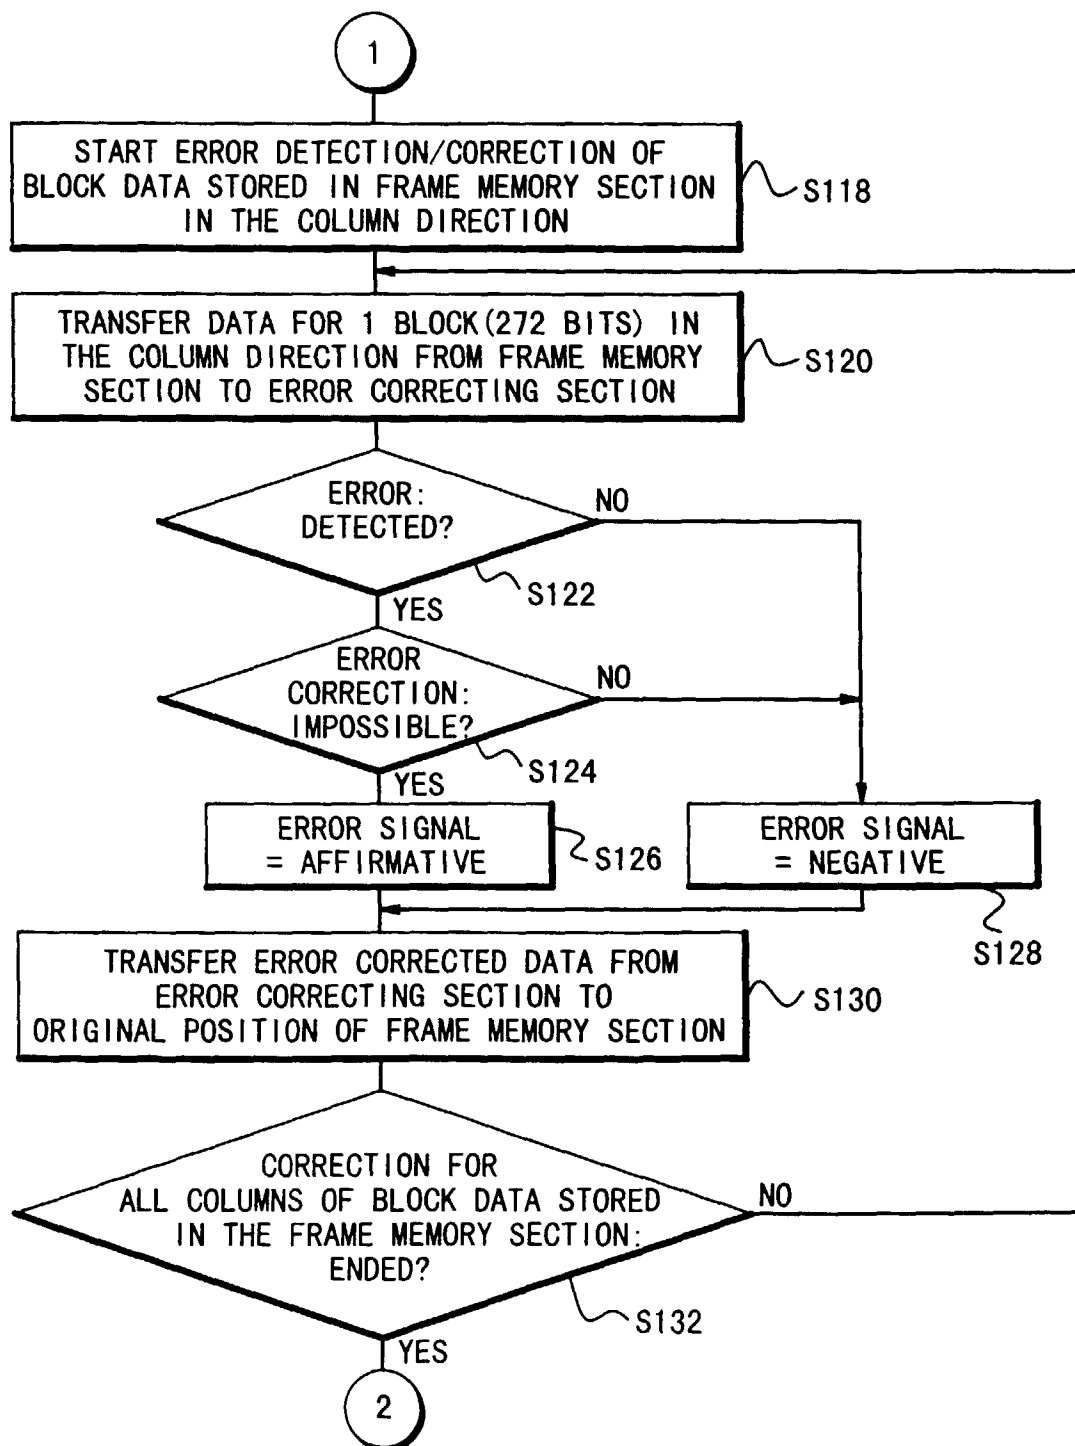 1
START ERROR DETECTION/CORRECTION OF
BLOCK DATA STORED IN FRAME MEMORY SECTION
IN THE COLUMN DIRECTION
S118
TRANSFER DATA FOR 1 BLOCK(272 BITS) IN
THE COLUMN DIRECTION FROM FRAME MEMORY
SECTION TO ERROR CORRECTING SECTION
S120
ERROR:
DETECTED?
NO
S122
YES
ERROR
CORRECTION:
IMPOSSIBLE?
NO
S124
YES
ERROR SIGNAL
= AFFIRMATIVE
S126
ERROR SIGNAL
= NEGATIVE
S128
TRANSFER ERROR CORRECTED DATA FROM
ERROR CORRECTING SECTION TO
ORIGINAL POSITION OF FRAME MEMORY SECTION
S130
CORRECTION FOR
ALL COLUMNS OF BLOCK DATA STORED
IN THE FRAME MEMORY SECTION:
ENDED?
NO
S132
YES
2